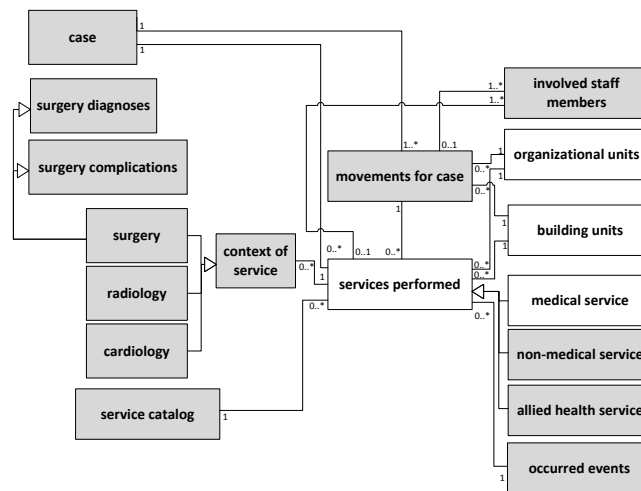 case
1
1
surgery diagnoses
1..*
1..*
involved staff
members
surgery complications
1..*
0..1
organizational units
1
0..*
1
movements for case
0..*
1
surgery
context of
service
building units
1
1
0..*
0..1
0..*
0..*
0..*
0..*
1
services performed
radiology
medical service
0..*
0..*
cardiology
non-medical service
service catalog
1
allied health service
occurred events
1